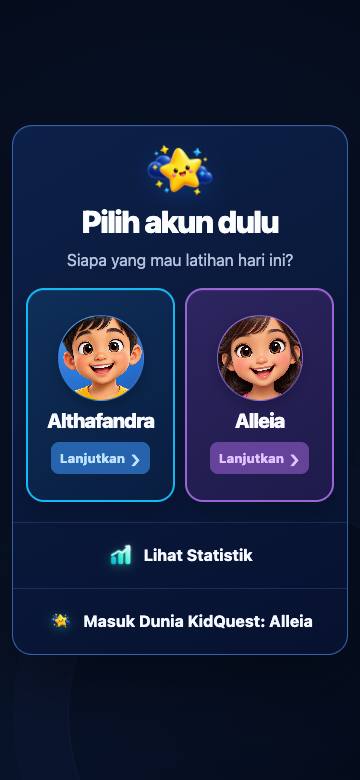 Pilih akun dulu
Siapa yang mau latihan hari ini?
Althafandra
Lanjutkan
Alleia
Lanjutkan
Lihat Statistik
Masuk Dunia KidQuest: Alleia